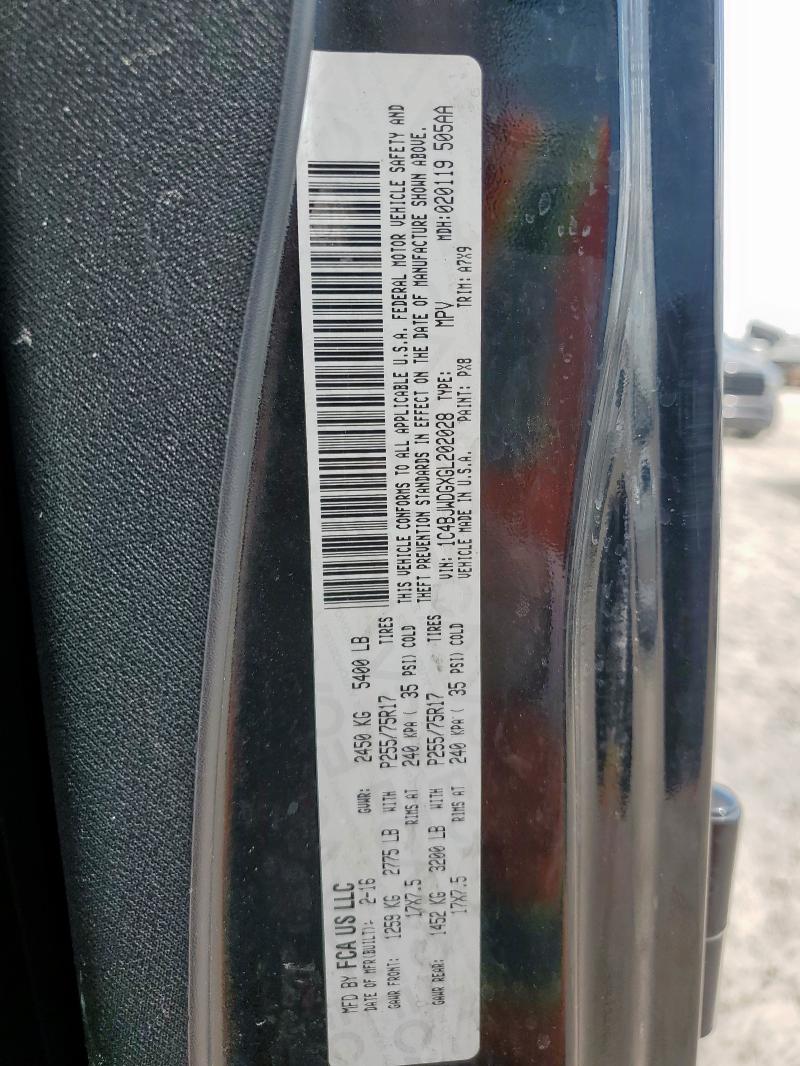 MFD BY FCA US LLC
DATE OF MFR(BUILT): 2-16 GVWR: 2450 KG 5400 LB
GAWR FRONT: 1259 KG 2775 LB WITH P255/75R17 TIRES
17X7.5 RIMS AT 240 KPA ( 35 PSI) COLD
GAWR REAR: 1452 KG 3200 LB WITH P255/75R17 TIRES
17X7.5 RIMS AT 240 KPA ( 35 PSI) COLD
THIS VEHICLE CONFORMS TO ALL APPLICABLE U.S.A. FEDERAL MOTOR VEHICLE SAFETY AND
THEFT PREVENTION STANDARDS IN EFFECT ON THE DATE OF MANUFACTURE SHOWN ABOVE.
VIN: 1C4BJWDGXGL202028 TYPE: MPV MDH:020119 505AA
VEHICLE MADE IN U.S.A. PAINT: PX8 TRIM: A7X9